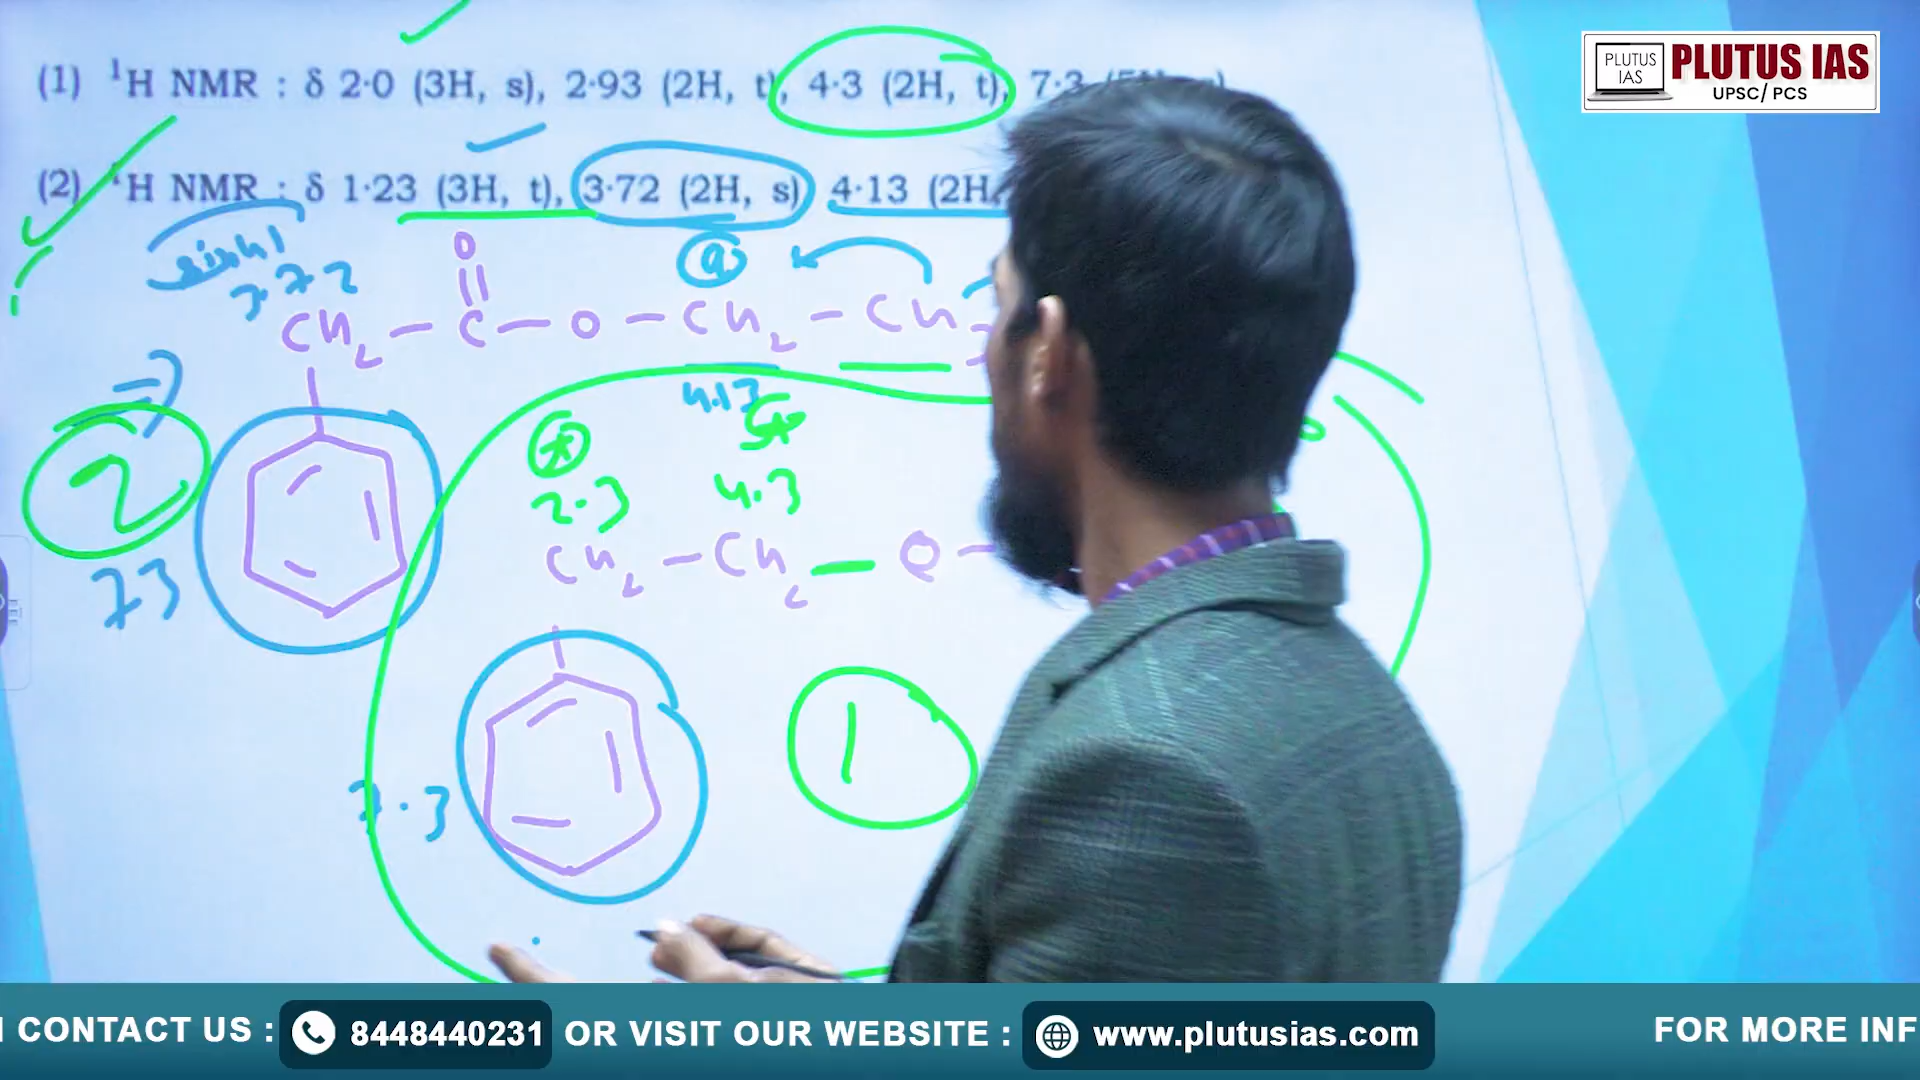 (1) ¹H NMR : δ 2·0 (3H, s), 2·93 (2H, t), 4·3 (2H, t), 7·3
(2) ¹H NMR : δ 1·23 (3H, t), 3·72 (2H, s) 4·13 (2H,
PLUTUS IAS
PLUTUS IAS
UPSC/ PCS
3.72
O
q
CH₂ – C – O – CH₂ – CH₃
4.13
2
73
2.3 4.3
CH₂ – CH₂ – O –
1
7.3
CONTACT US : 8448440231 OR VISIT OUR WEBSITE : www.plutusias.com FOR MORE INF